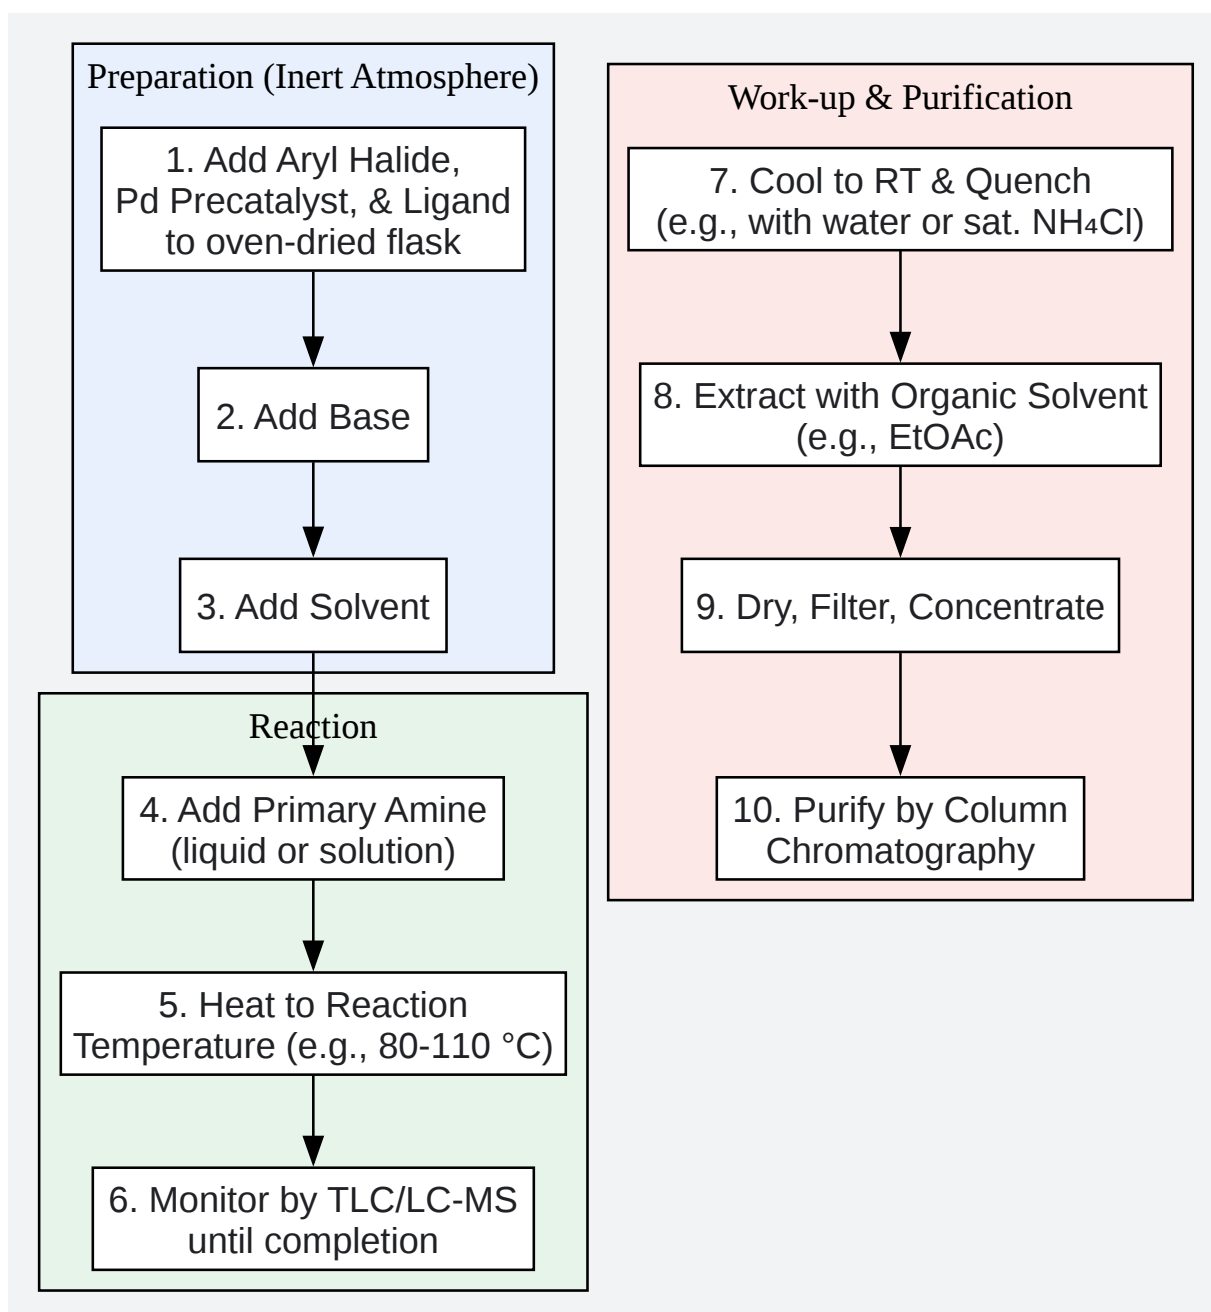 Preparation (Inert Atmosphere)
1. Add Aryl Halide,
Pd Precatalyst, & Ligand
to oven-dried flask
2. Add Base
3. Add Solvent
Reaction
4. Add Primary Amine
(liquid or solution)
5. Heat to Reaction
Temperature (e.g., 80-110 °C)
6. Monitor by TLC/LC-MS
until completion
Work-up & Purification
7. Cool to RT & Quench
(e.g., with water or sat. NH₄Cl)
8. Extract with Organic Solvent
(e.g., EtOAc)
9. Dry, Filter, Concentrate
10. Purify by Column
Chromatography